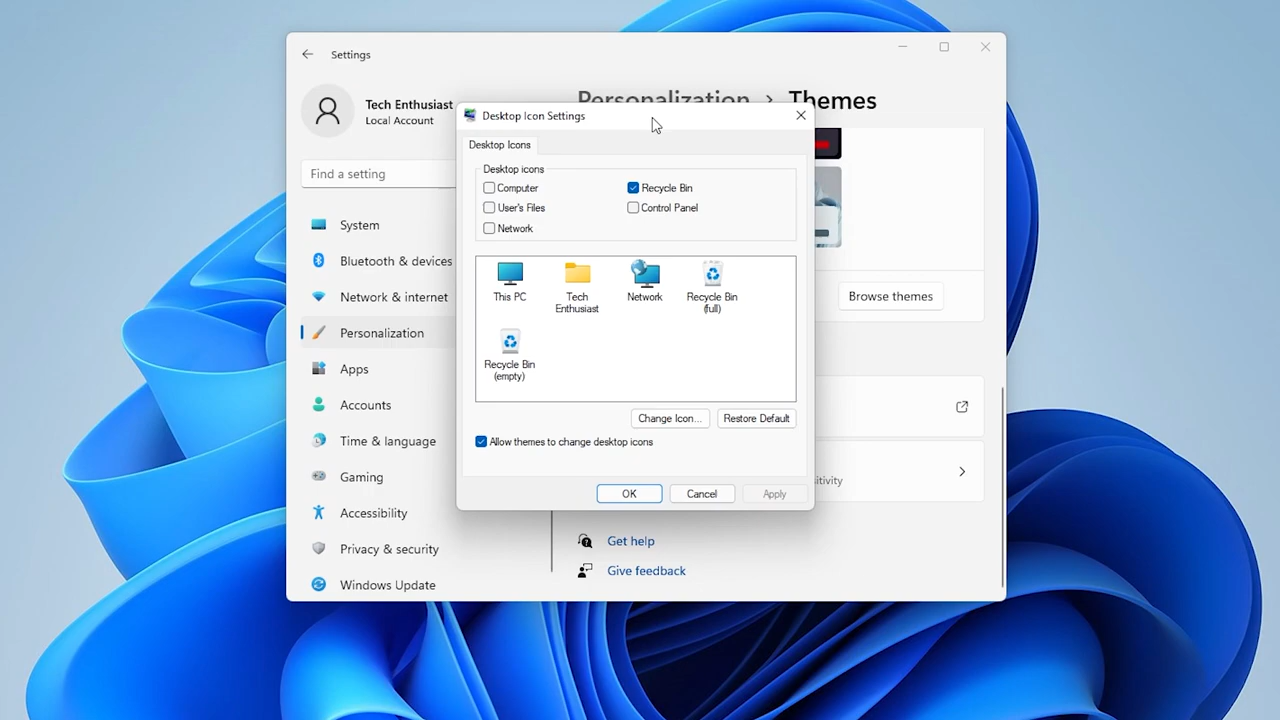 Settings
Tech Enthusiast
Local Account
Find a setting
System
Bluetooth & devices
Network & internet
Personalization
Apps
Accounts
Time & language
Gaming
Accessibility
Privacy & security
Windows Update
Personalization › Themes
Desktop Icon Settings
Desktop Icons
Desktop icons
Computer
Recycle Bin
User's Files
Control Panel
Network
This PC
Tech
Enthusiast
Network
Recycle Bin
(full)
Recycle Bin
(empty)
Change Icon...
Restore Default
Allow themes to change desktop icons
OK
Cancel
Apply
Browse themes
Get help
Give feedback